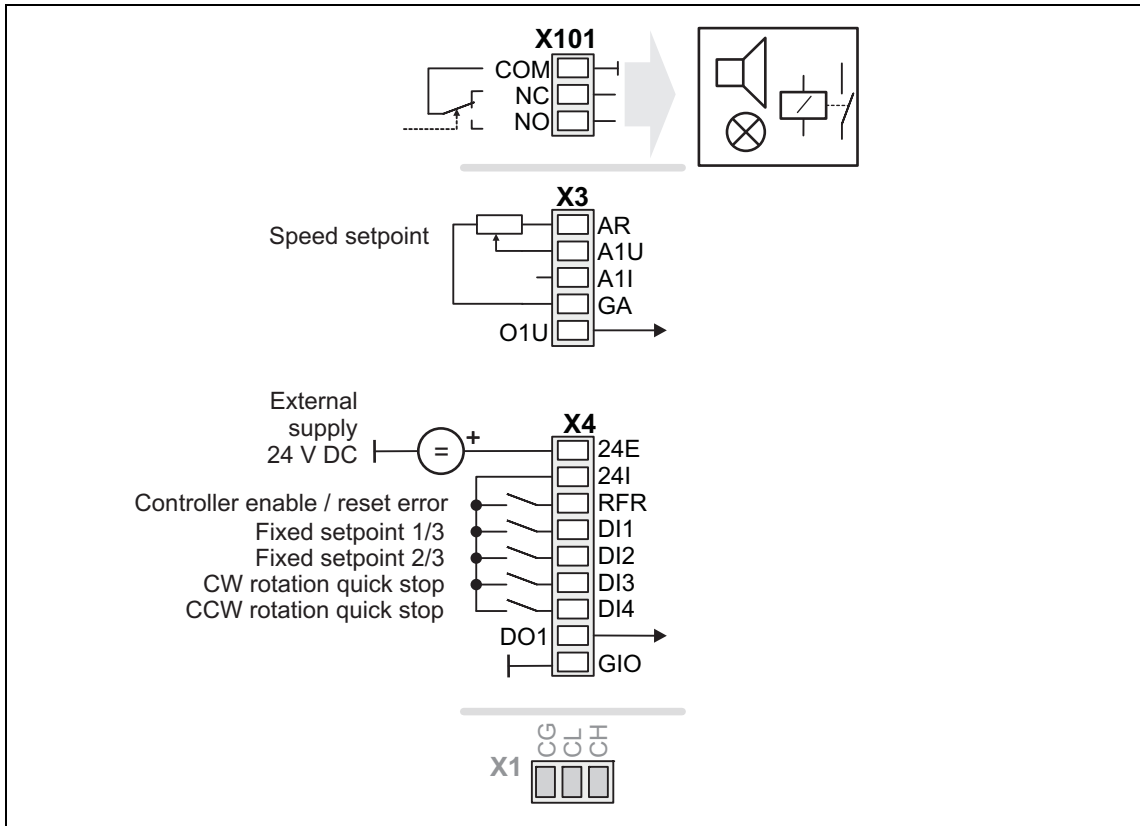 X101
COM
NC
NO
X3
Speed setpoint
AR
A1U
A1I
GA
O1U
External
supply
24 V DC
=
+
X4
24E
24I
Controller enable / reset error
RFR
Fixed setpoint 1/3
DI1
Fixed setpoint 2/3
DI2
CW rotation quick stop
DI3
CCW rotation quick stop
DI4
DO1
GIO
X1
CG
CL
CH